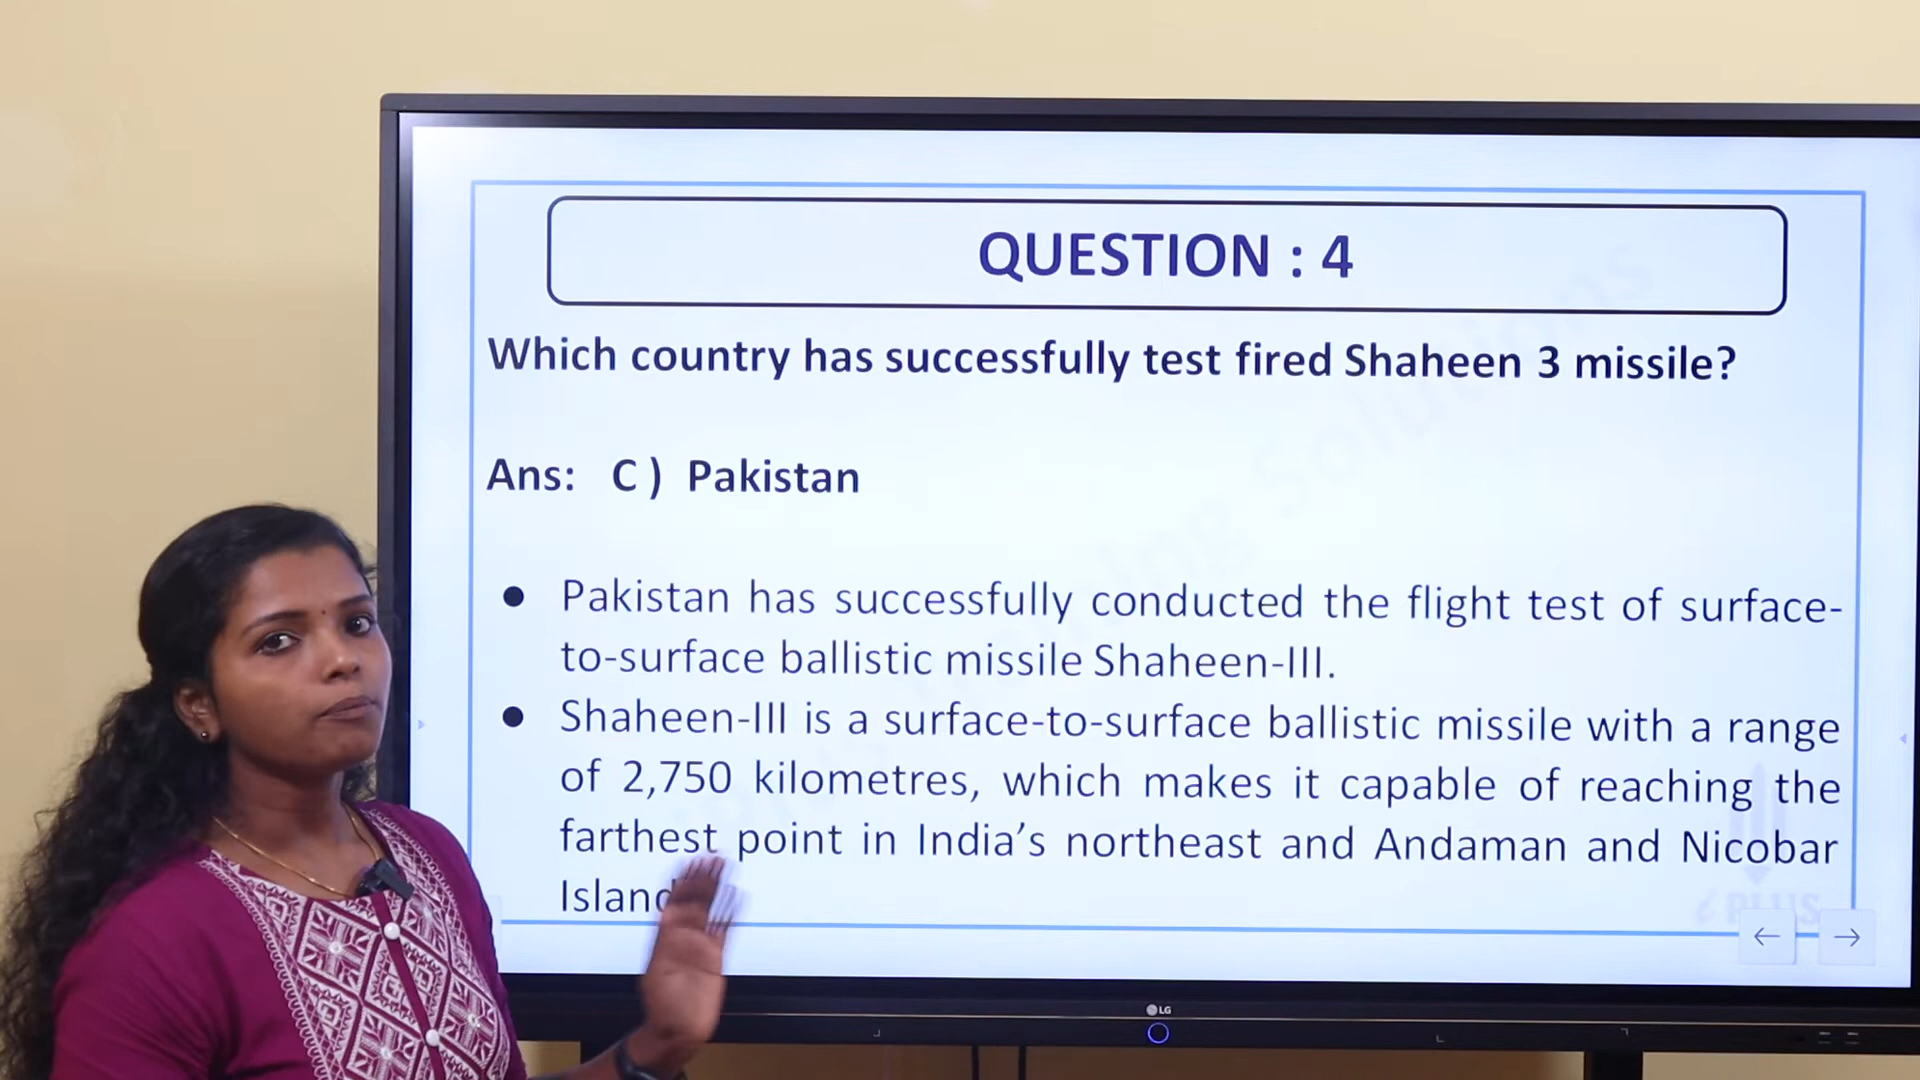 QUESTION : 4
Which country has successfully test fired Shaheen 3 missile?
Ans: C ) Pakistan
● Pakistan has successfully conducted the flight test of surface-
to-surface ballistic missile Shaheen-III.
● Shaheen-III is a surface-to-surface ballistic missile with a range
of 2,750 kilometres, which makes it capable of reaching the
farthest point in India’s northeast and Andaman and Nicobar
i PLUS
LG